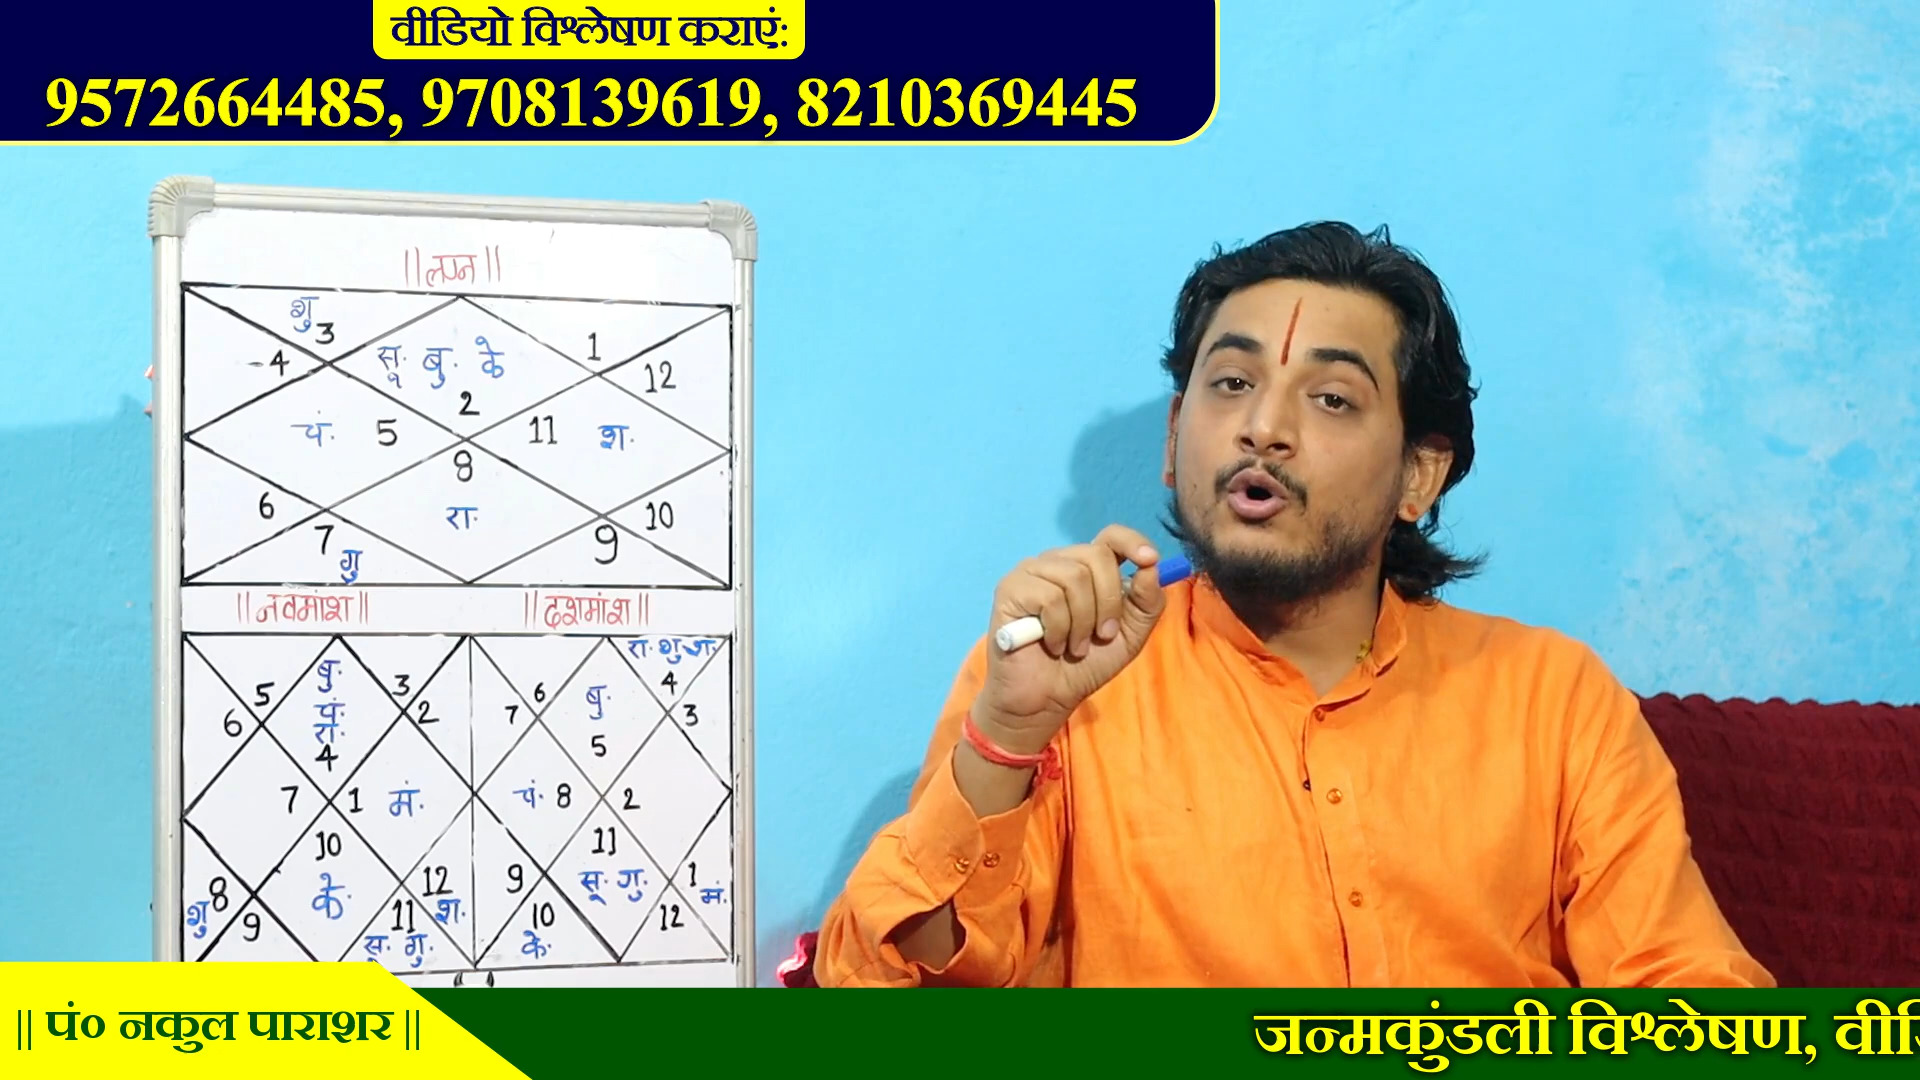 वीडियो विश्लेषण कराएं:
9572664485, 9708139619, 8210369445
||लग्न||
शु 3
-4
सू. बु. के
2
1
12
चं. 5
11 श.
8
रा.
6
7
गु
10
9
||नवमांश|| ||दशमांश||
5
6
बु.
चं.
रा.
4
3
2
7
1 मं.
10
के.
8
शु
9
12
श.
11
सू. गु.
6
7
बु.
5
रा. शु श.
4
3
चं. 8
2
11
सू. गु.
9
10
के.
1
मं.
12
|| पं० नकुल पाराशर ||
जन्मकुंडली विश्लेषण,